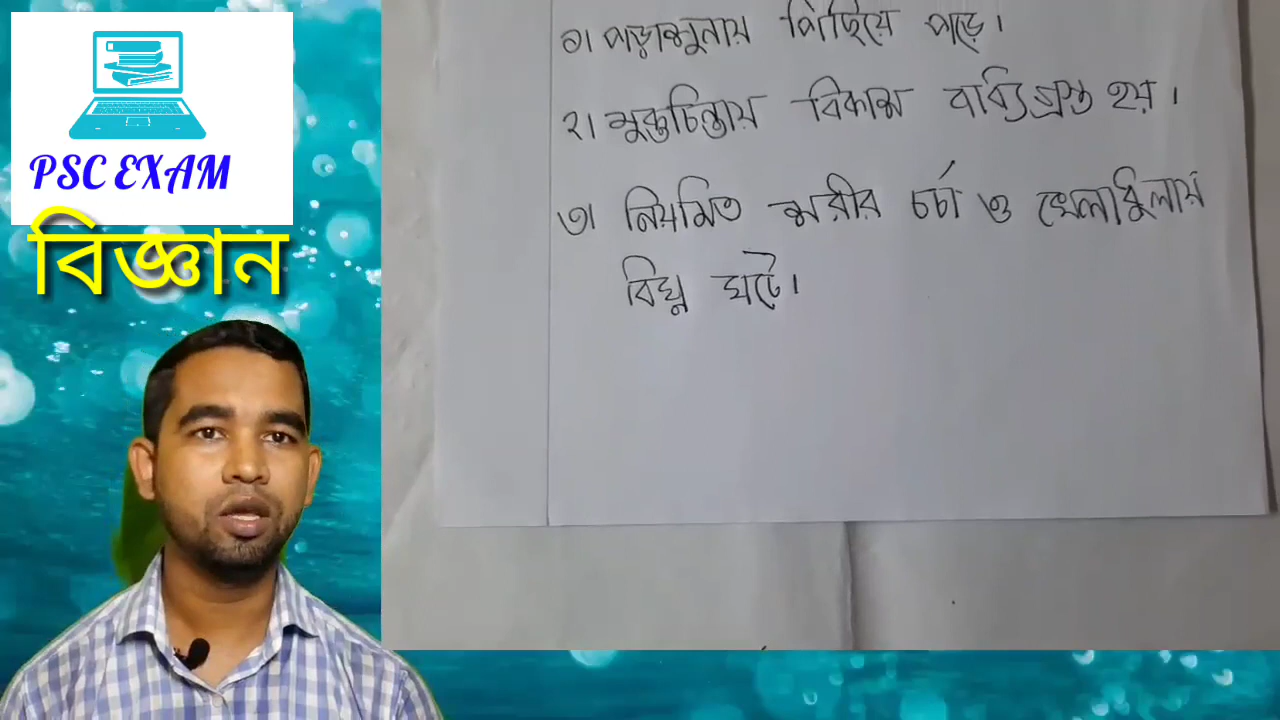 PSC EXAM
বিজ্ঞান
১। পড়াশুনায় পিছিয়ে পড়ে।
২। মুক্তচিন্তায় বিকাশ বাধ্যিগ্রস্ত হয়।
৩। নিয়মিত শরীর চর্চা ও খেলাধুলায়
বিঘ্ন ঘটে।